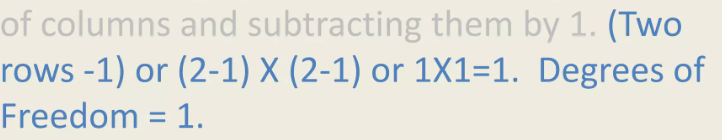 of columns and subtracting them by 1. (Two
rows -1) or (2-1) X (2-1) or 1X1=1. Degrees of
Freedom = 1.